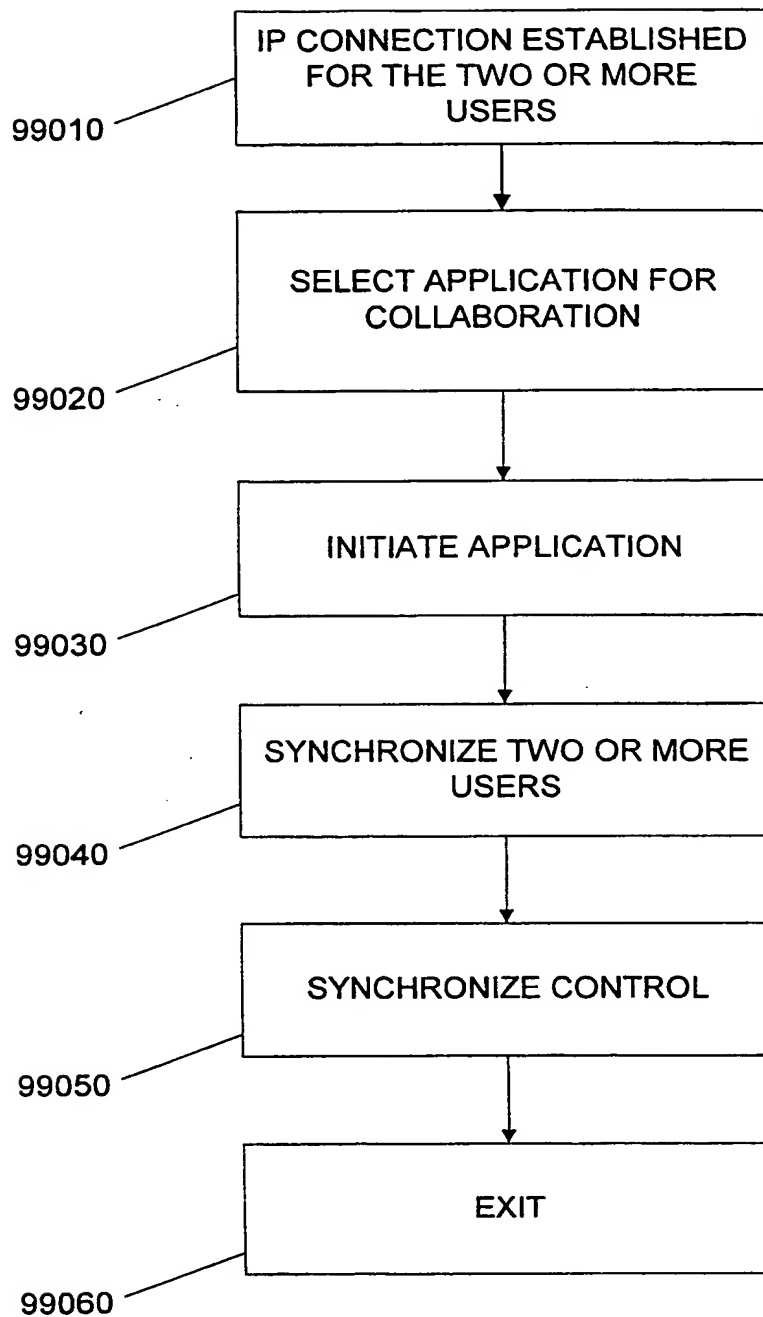 IP CONNECTION ESTABLISHED
FOR THE TWO OR MORE
USERS
99010
SELECT APPLICATION FOR
COLLABORATION
99020
INITIATE APPLICATION
99030
SYNCHRONIZE TWO OR MORE
USERS
99040
SYNCHRONIZE CONTROL
99050
EXIT
99060